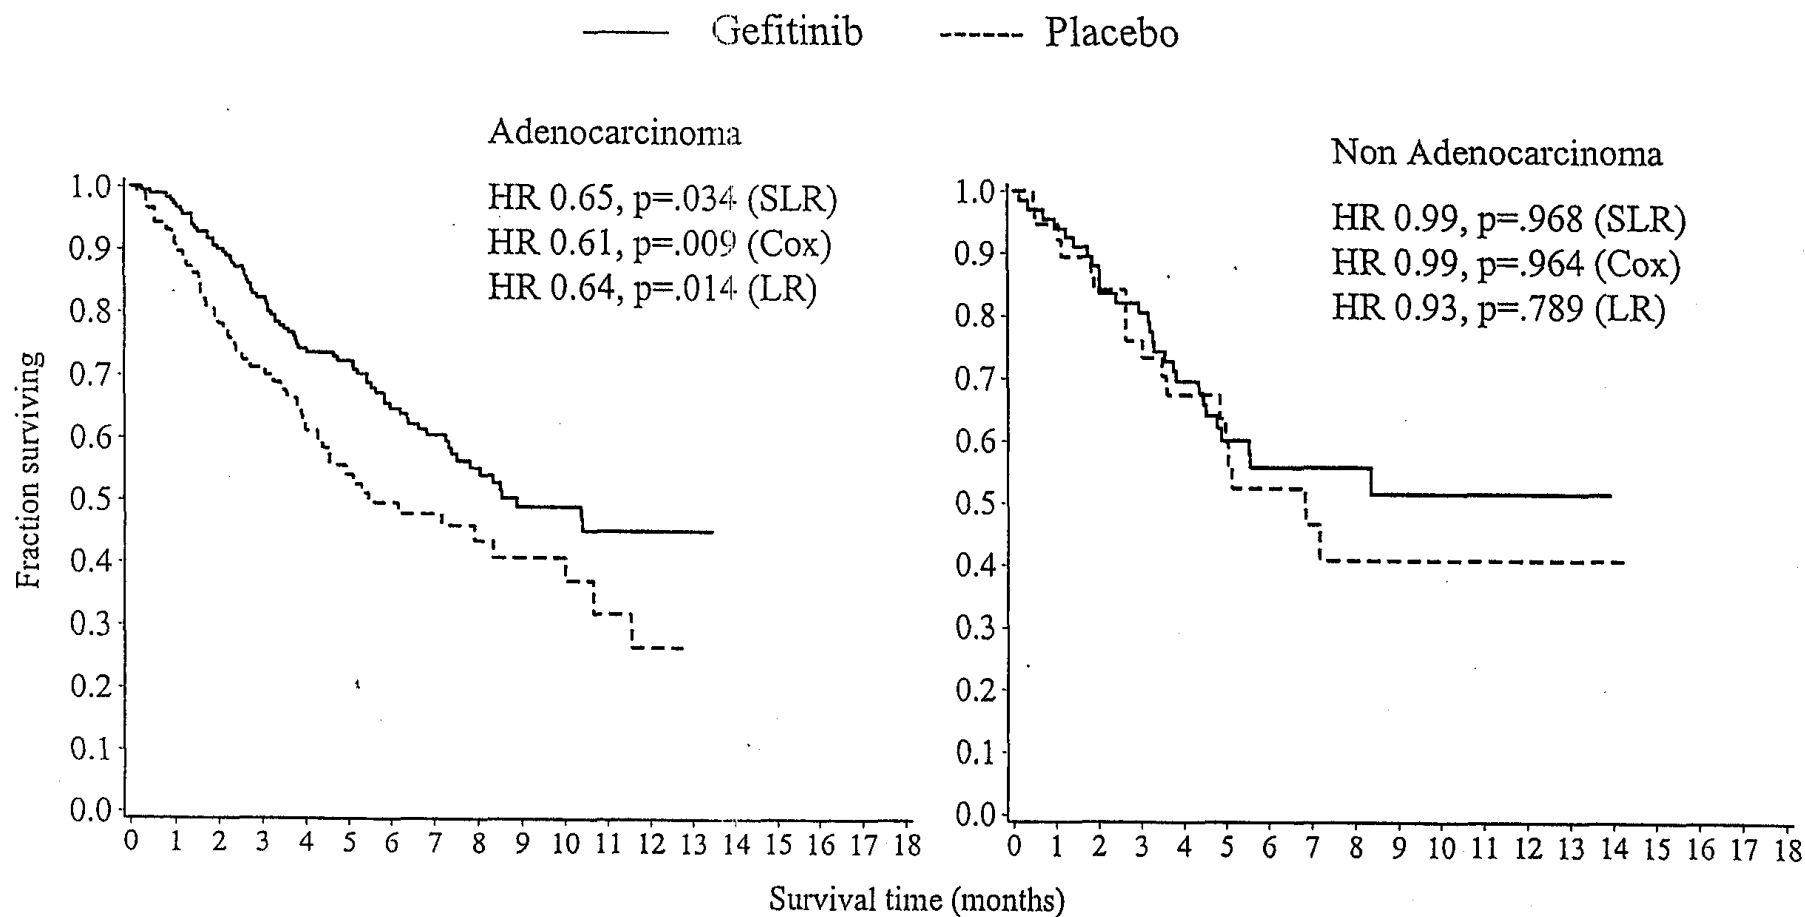 Gefitinib Placebo
Adenocarcinoma
HR 0.65, p=.034 (SLR)
HR 0.61, p=.009 (Cox)
HR 0.64, p=.014 (LR)
Non Adenocarcinoma
HR 0.99, p=.968 (SLR)
HR 0.99, p=.964 (Cox)
HR 0.93, p=.789 (LR)
Fraction surviving
1.0
0.9
0.8
0.7
0.6
0.5
0.4
0.3
0.2
0.1
0.0
0 1 2 3 4 5 6 7 8 9 10 11 12 13 14 15 16 17 18
1.0
0.9
0.8
0.7
0.6
0.5
0.4
0.3
0.2
0.1
0.0
0 1 2 3 4 5 6 7 8 9 10 11 12 13 14 15 16 17 18
Survival time (months)